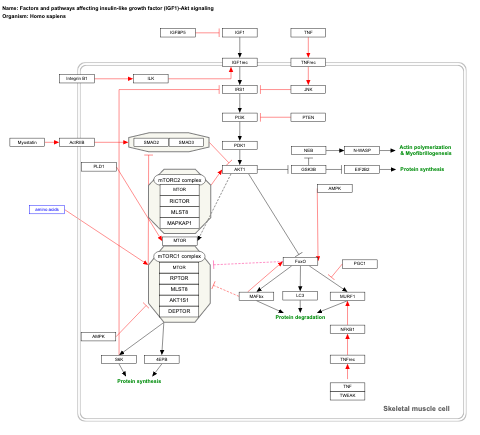 Name: Factors and pathways affecting insulin-like growth factor (IGF1)-Akt signaling
Organism: Homo sapiens
IGFBP5
IGF1
TNF
IGF1rec
TNFrec
Integrin B1
ILK
IRS1
JNK
PI3K
PTEN
Myostatin
ActRIIB
SMAD2
SMAD3
PDK1
NEB
N-WASP
Actin polymerization
& Myofibrillogenesis
PLD1
AKT1
GSK3B
EIF2B2
Protein synthesis
mTORC2 complex
MTOR
RICTOR
MLST8
MAPKAP1
AMPK
amino acids
MTOR
mTORC1 complex
MTOR
RPTOR
MLST8
AKT1S1
DEPTOR
FoxO
PGC1
MAFbx
LC3
MURF1
Protein degradation
NFKB1
AMPK
S6K
4EPB
TNFrec
Protein synthesis
TNF
TWEAK
Skeletal muscle cell